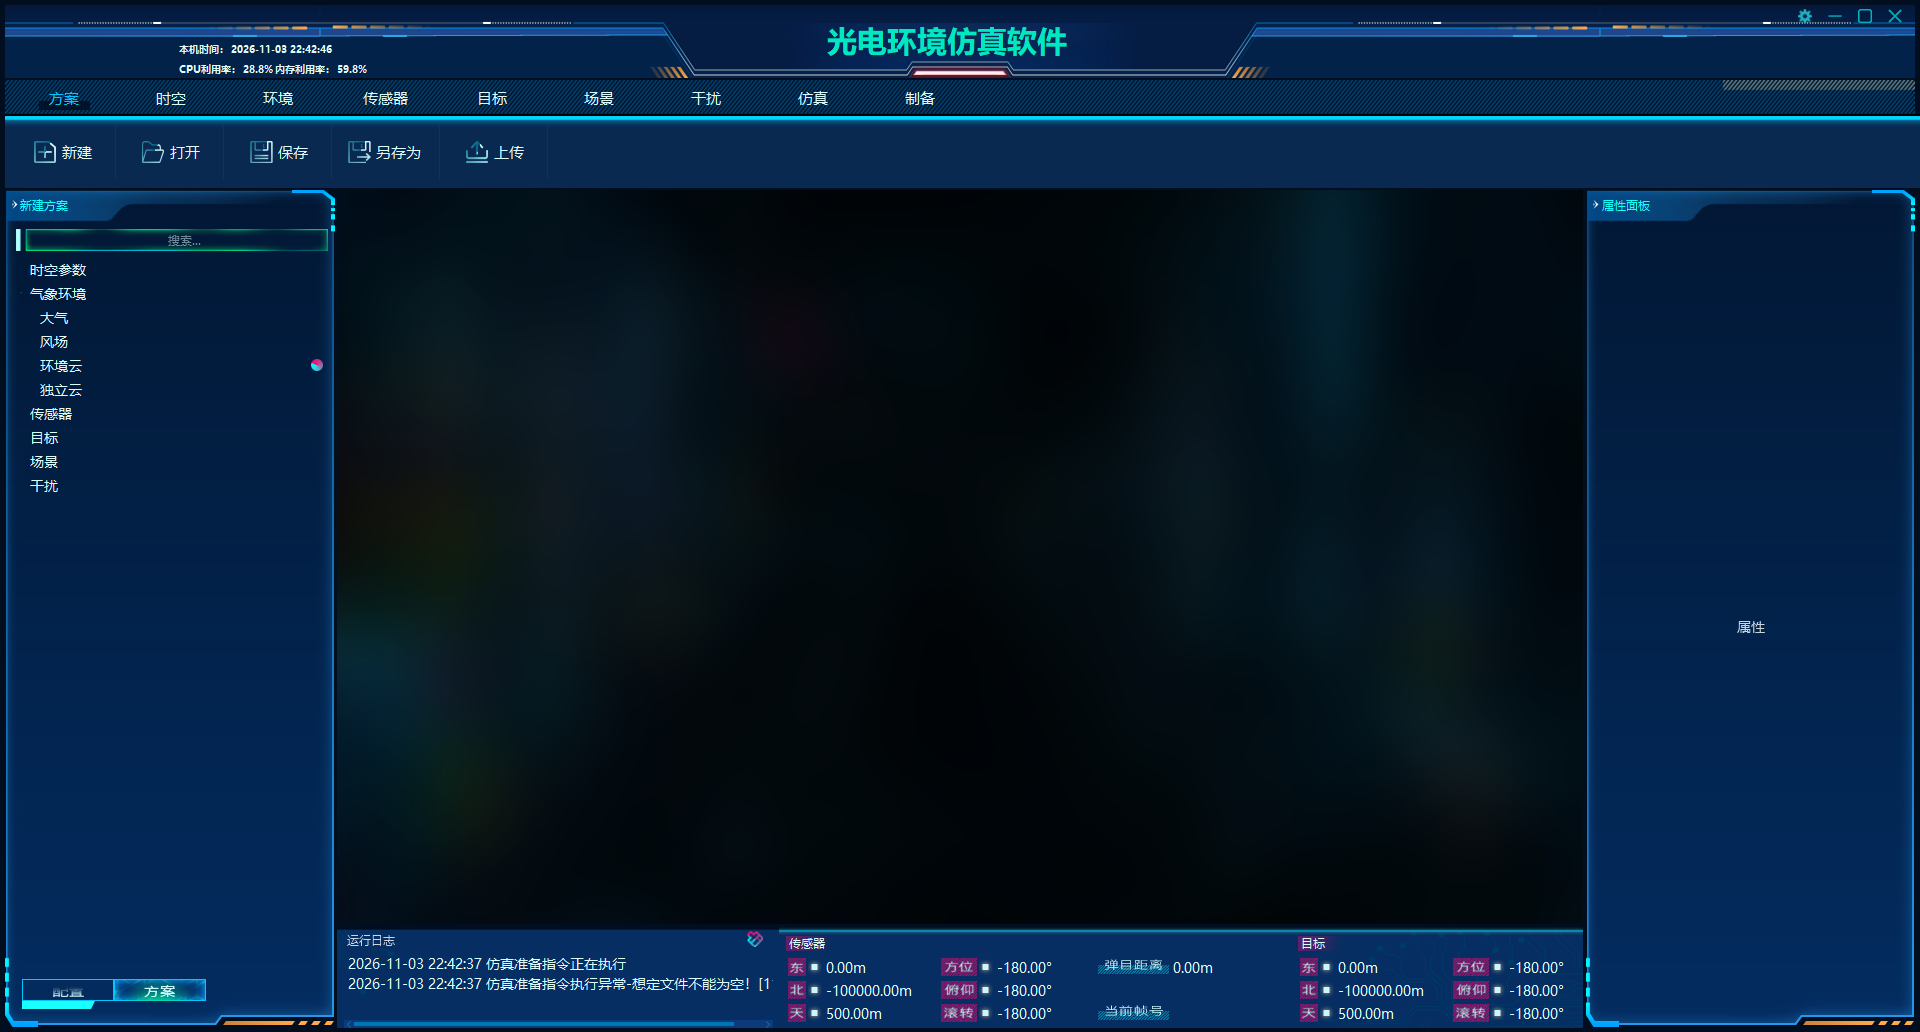 光电环境仿真软件
本机时间: 2026-11-03 22:42:46
CPU利用率: 28.8% 内存利用率: 59.8%
方案 时空 环境 传感器 目标 场景 干扰 仿真 制备
新建 打开 保存 另存为 上传
新建方案
搜索...
时空参数
气象环境
大气
风场
环境云
独立云
传感器
目标
场景
干扰
配置 方案
属性面板
属性
运行日志
2026-11-03 22:42:37 仿真准备指令正在执行
2026-11-03 22:42:37 仿真准备指令执行异常-想定文件不能为空! [1
传感器
东 0.00m 方位 -180.00° 弹目距离 0.00m
北 -100000.00m 俯仰 -180.00°
天 500.00m 滚转 -180.00° 当前帧号
目标
东 0.00m 方位 -180.00°
北 -100000.00m 俯仰 -180.00°
天 500.00m 滚转 -180.00°